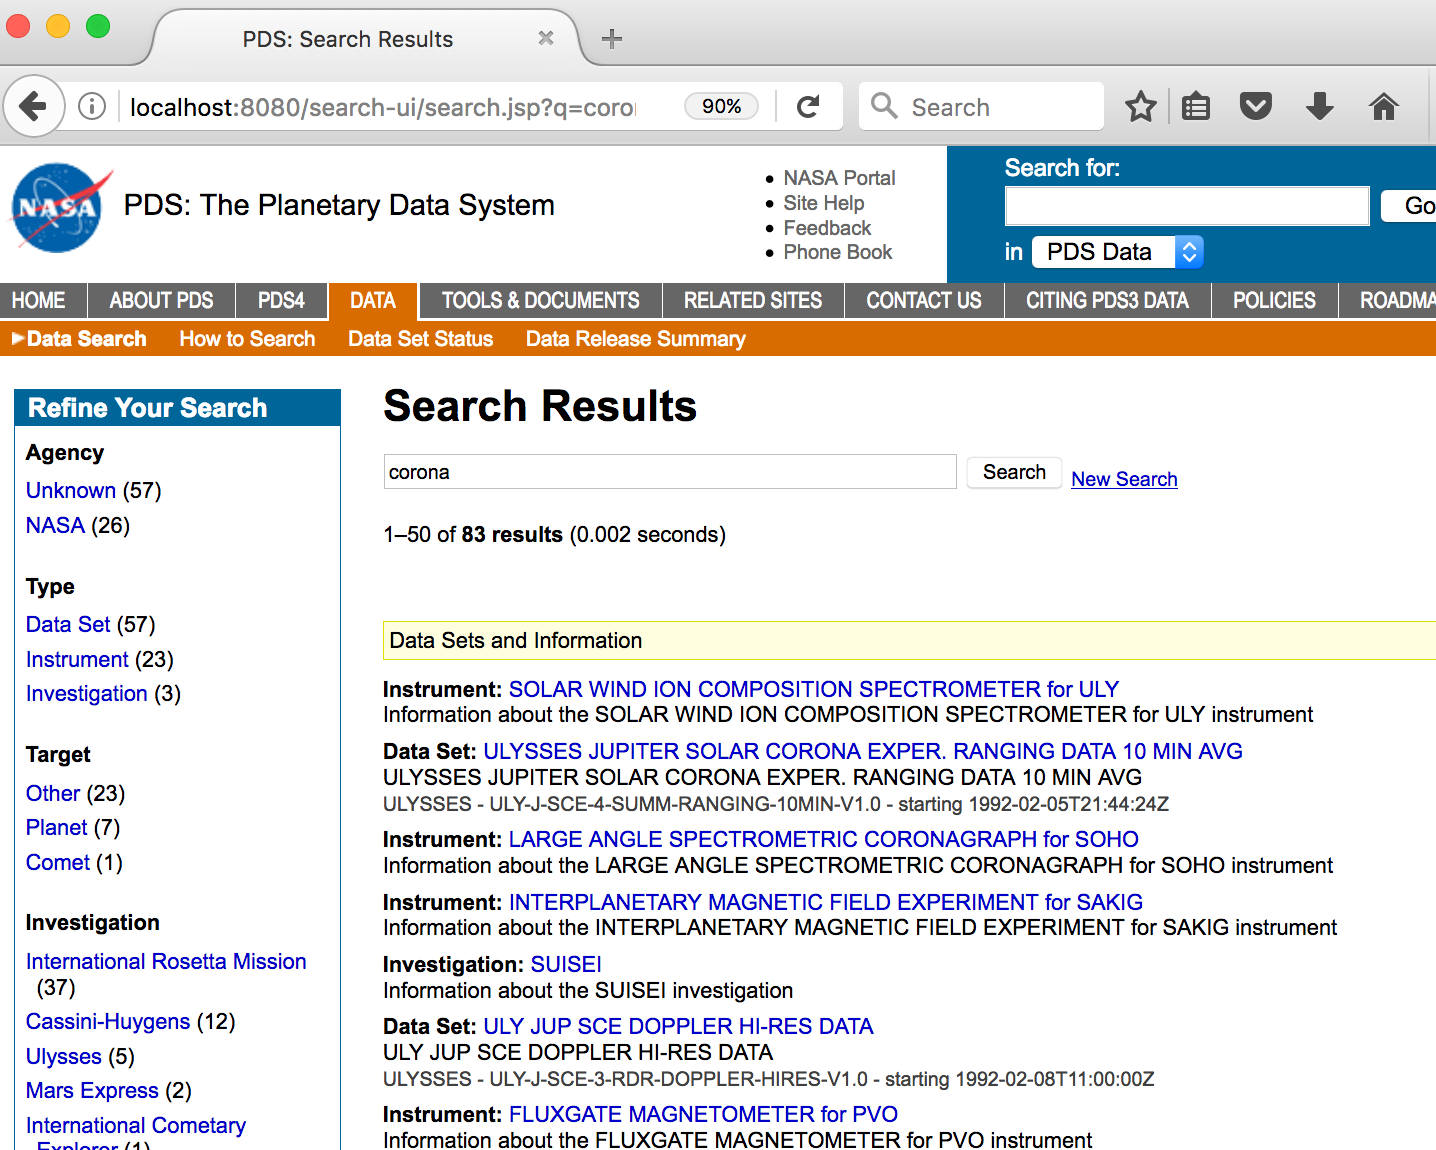 PDS: Search Results
localhost:8080/search-ui/search.jsp?q=coro
90%
Search
NASA
PDS: The Planetary Data System
NASA Portal
Site Help
Feedback
Phone Book
Search for:
Go
in PDS Data
HOME ABOUT PDS PDS4 DATA TOOLS & DOCUMENTS RELATED SITES CONTACT US CITING PDS3 DATA POLICIES ROADMA
Data Search How to Search Data Set Status Data Release Summary
Refine Your Search
Agency
Unknown (57)
NASA (26)
Type
Data Set (57)
Instrument (23)
Investigation (3)
Target
Other (23)
Planet (7)
Comet (1)
Investigation
International Rosetta Mission
(37)
Cassini-Huygens (12)
Ulysses (5)
Mars Express (2)
International Cometary
Explorer (1)
Search Results
corona Search New Search
1–50 of 83 results (0.002 seconds)
Data Sets and Information
Instrument: SOLAR WIND ION COMPOSITION SPECTROMETER for ULY
Information about the SOLAR WIND ION COMPOSITION SPECTROMETER for ULY instrument
Data Set: ULYSSES JUPITER SOLAR CORONA EXPER. RANGING DATA 10 MIN AVG
ULYSSES JUPITER SOLAR CORONA EXPER. RANGING DATA 10 MIN AVG
ULYSSES - ULY-J-SCE-4-SUMM-RANGING-10MIN-V1.0 - starting 1992-02-05T21:44:24Z
Instrument: LARGE ANGLE SPECTROMETRIC CORONAGRAPH for SOHO
Information about the LARGE ANGLE SPECTROMETRIC CORONAGRAPH for SOHO instrument
Instrument: INTERPLANETARY MAGNETIC FIELD EXPERIMENT for SAKIG
Information about the INTERPLANETARY MAGNETIC FIELD EXPERIMENT for SAKIG instrument
Investigation: SUISEI
Information about the SUISEI investigation
Data Set: ULY JUP SCE DOPPLER HI-RES DATA
ULY JUP SCE DOPPLER HI-RES DATA
ULYSSES - ULY-J-SCE-3-RDR-DOPPLER-HIRES-V1.0 - starting 1992-02-08T11:00:00Z
Instrument: FLUXGATE MAGNETOMETER for PVO
Information about the FLUXGATE MAGNETOMETER for PVO instrument